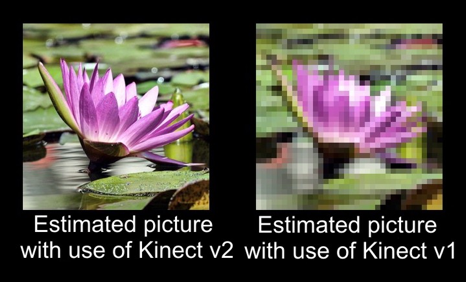 Estimated picture
with use of Kinect v2
Estimated picture
with use of Kinect v1